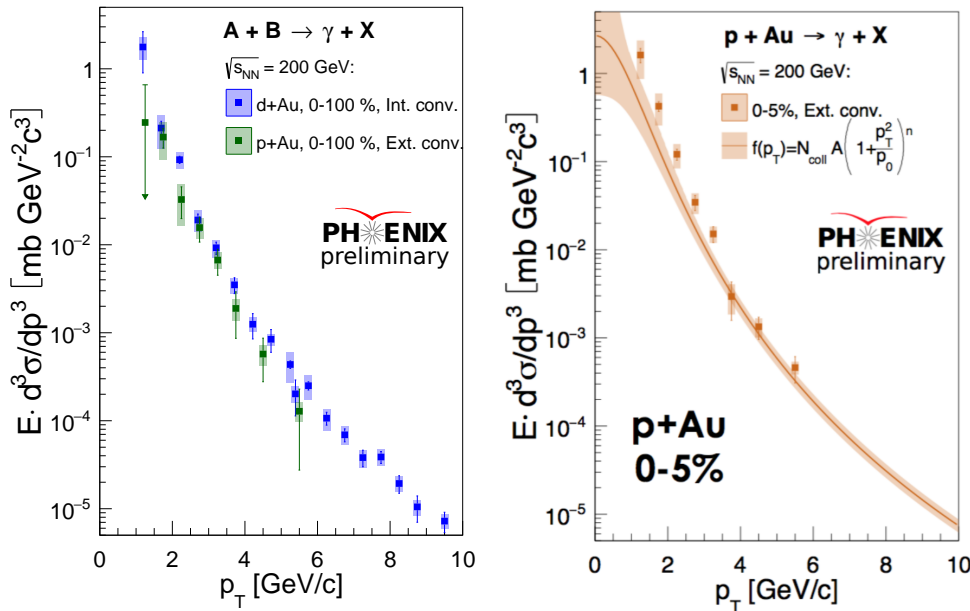 A + B → γ + X
√s_NN = 200 GeV:
d+Au, 0-100 %, Int. conv.
p+Au, 0-100 %, Ext. conv.
PHENIX
preliminary
E· d³σ/dp³ [mb GeV⁻²c³]
1
10⁻¹
10⁻²
10⁻³
10⁻⁴
10⁻⁵
0 2 4 6 8 10
p_T [GeV/c]
p + Au → γ + X
√s_NN = 200 GeV:
0-5%, Ext. conv.
f(p_T)=N_coll A(1+p_T²/p_0)ⁿ
PHENIX
preliminary
p+Au
0-5%
E· d³σ/dp³ [mb GeV⁻²c³]
1
10⁻¹
10⁻²
10⁻³
10⁻⁴
10⁻⁵
0 2 4 6 8 10
p_T [GeV/c]